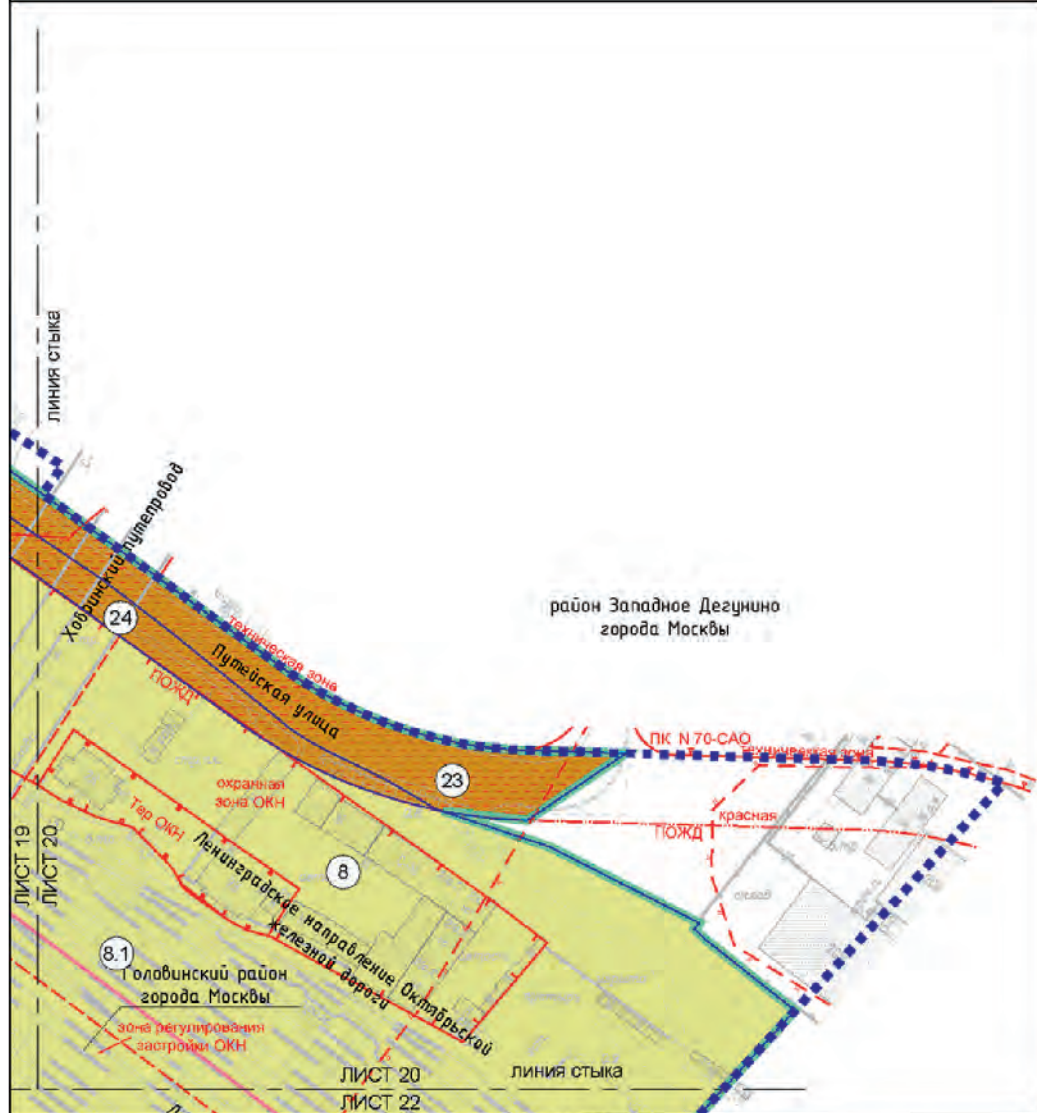 линия стыка
Ховринский путепровод
24
техническая зона
Путейская улица
ПОЖД
район Западное Дегунино
города Москвы
ПК N 70-САО
техническая зона
23
охранная
зона ОКН
красная
ПОЖД
Тер ОКН
8
ЛИСТ 19
ЛИСТ 20
Ленинградское направление Октябрьской
железной дороги
8.1
Головинский район
города Москвы
зона регулирования
застройки ОКН
ЛИСТ 20
линия стыка
ЛИСТ 22